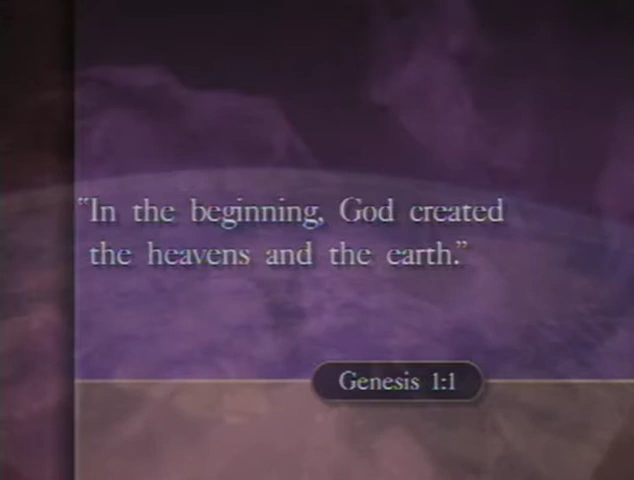 “In the beginning, God created
the heavens and the earth.”
Genesis 1:1